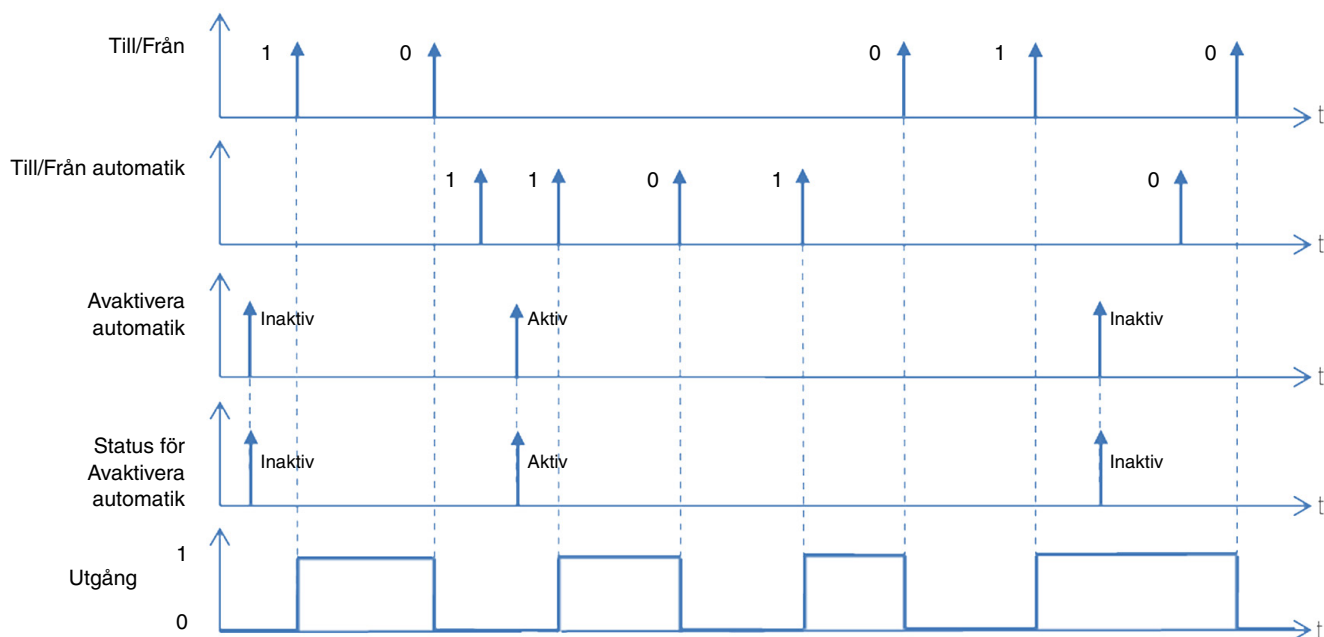 Till/Från
1
0
0
1
0
t
Till/Från automatik
1
1
0
1
0
t
Avaktivera
automatik
Inaktiv
Aktiv
Inaktiv
t
Status för
Avaktivera
automatik
Inaktiv
Aktiv
Inaktiv
t
1
Utgång
0
t